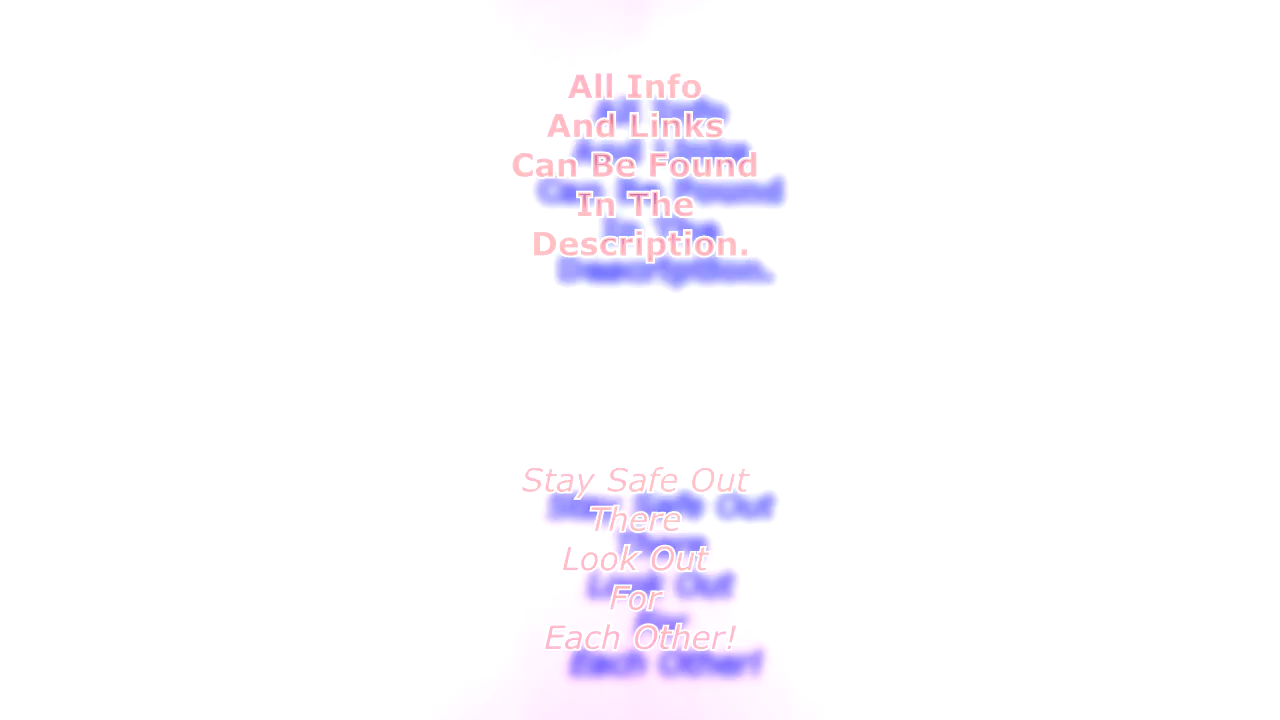 All Info
And Links
Can Be Found
In The
Description.
Stay Safe Out
There
Look Out
For
Each Other!